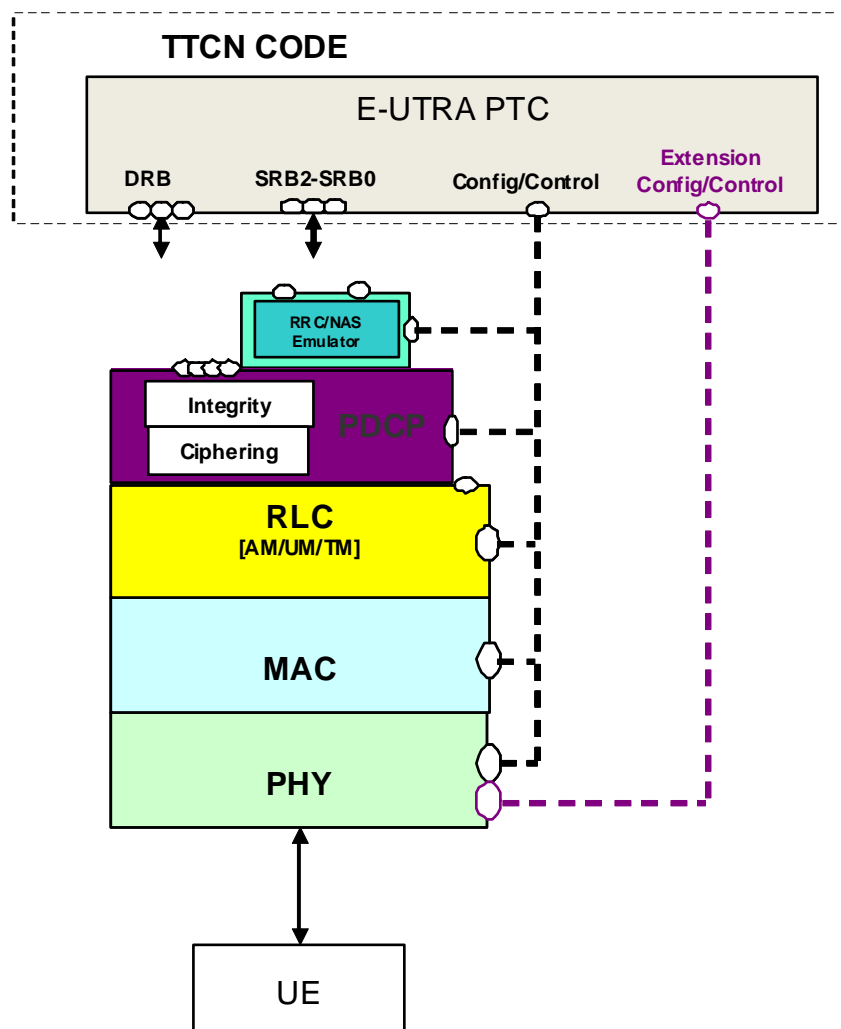 TTCN CODE
E-UTRA PTC
DRB
SRB2-SRB0
Config/Control
Extension
Config/Control
RRC/NAS
Emulator
Integrity
Ciphering
PDCP
RLC
[AM/UM/TM]
MAC
PHY
UE